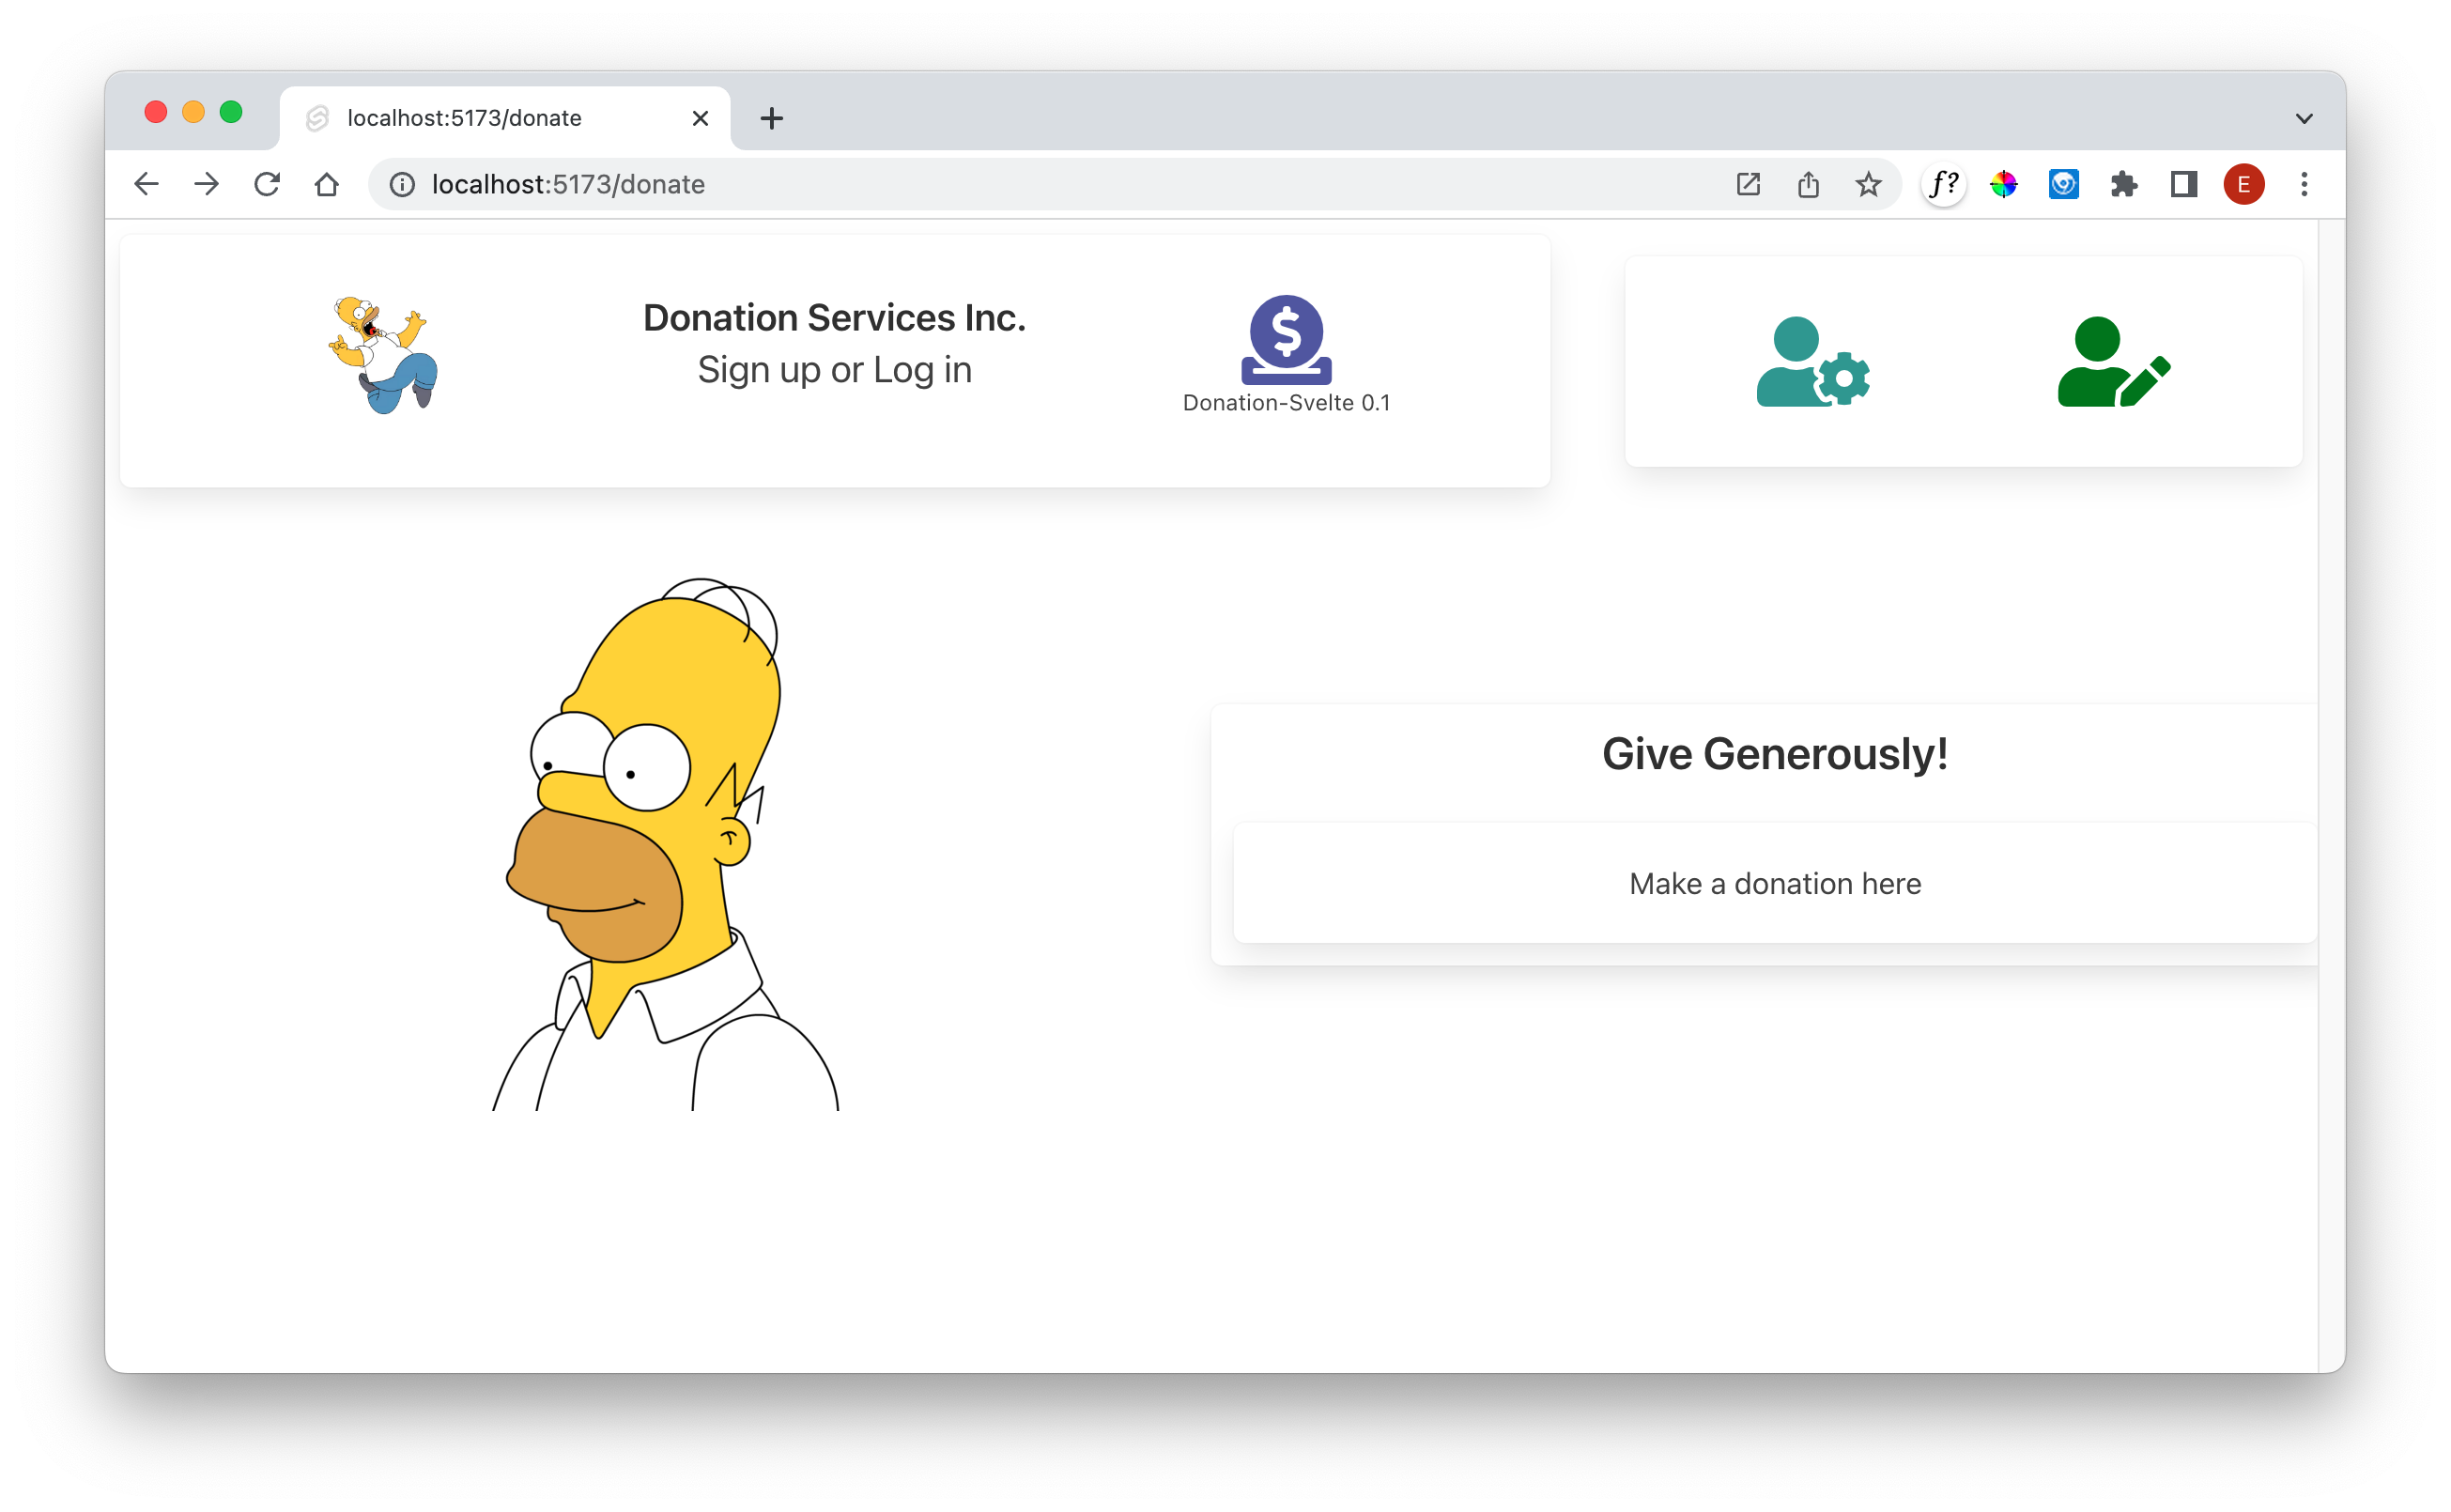 localhost:5173/donate
localhost:5173/donate
f?
E
Donation Services Inc.
Sign up or Log in
$
Donation-Svelte 0.1
Give Generously!
Make a donation here